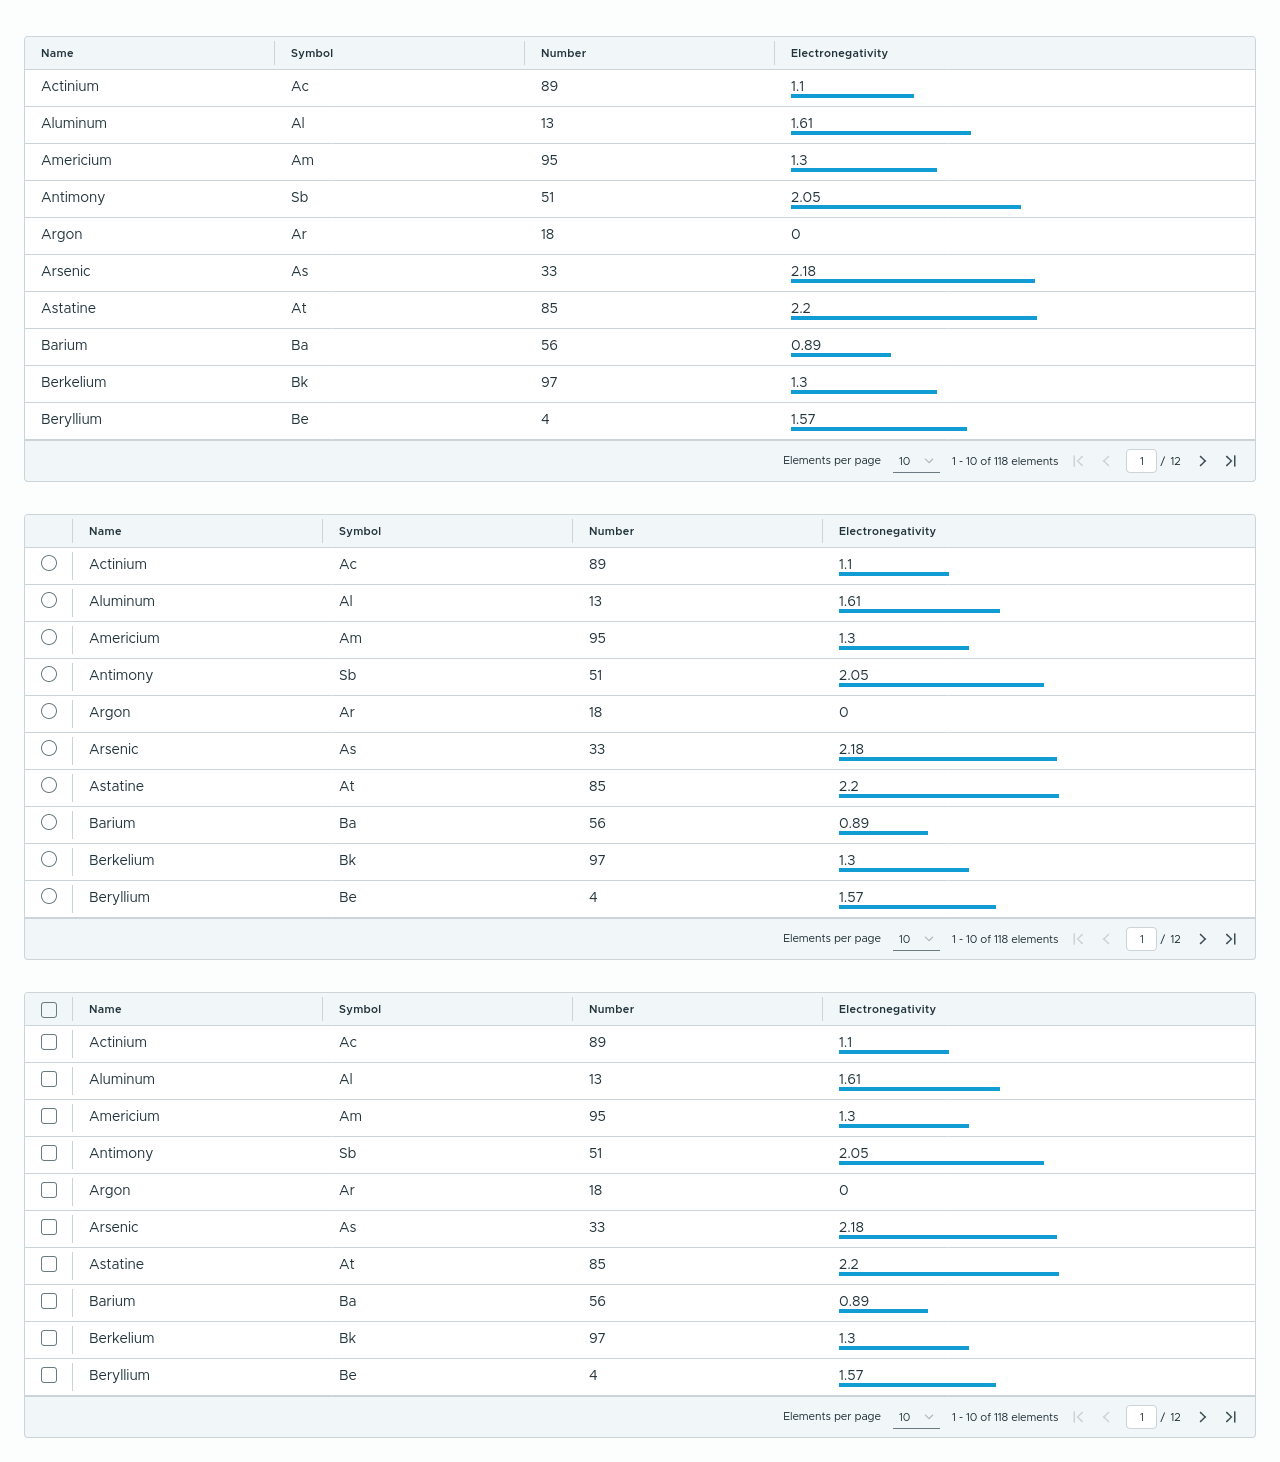 Name Symbol Number Electronegativity
Actinium Ac 89 1.1
Aluminum Al 13 1.61
Americium Am 95 1.3
Antimony Sb 51 2.05
Argon Ar 18 0
Arsenic As 33 2.18
Astatine At 85 2.2
Barium Ba 56 0.89
Berkelium Bk 97 1.3
Beryllium Be 4 1.57
Elements per page 10 1 - 10 of 118 elements 1 / 12
Name Symbol Number Electronegativity
Actinium Ac 89 1.1
Aluminum Al 13 1.61
Americium Am 95 1.3
Antimony Sb 51 2.05
Argon Ar 18 0
Arsenic As 33 2.18
Astatine At 85 2.2
Barium Ba 56 0.89
Berkelium Bk 97 1.3
Beryllium Be 4 1.57
Elements per page 10 1 - 10 of 118 elements 1 / 12
Name Symbol Number Electronegativity
Actinium Ac 89 1.1
Aluminum Al 13 1.61
Americium Am 95 1.3
Antimony Sb 51 2.05
Argon Ar 18 0
Arsenic As 33 2.18
Astatine At 85 2.2
Barium Ba 56 0.89
Berkelium Bk 97 1.3
Beryllium Be 4 1.57
Elements per page 10 1 - 10 of 118 elements 1 / 12